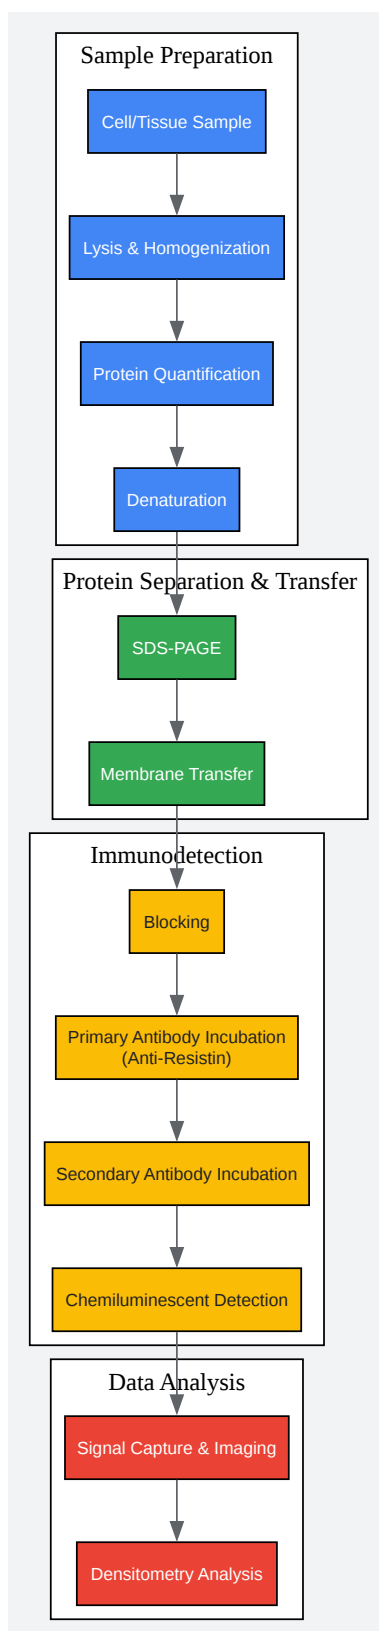 Sample Preparation
Cell/Tissue Sample
Lysis & Homogenization
Protein Quantification
Denaturation
Protein Separation & Transfer
SDS-PAGE
Membrane Transfer
Immunodetection
Blocking
Primary Antibody Incubation
(Anti-Resistin)
Secondary Antibody Incubation
Chemiluminescent Detection
Data Analysis
Signal Capture & Imaging
Densitometry Analysis